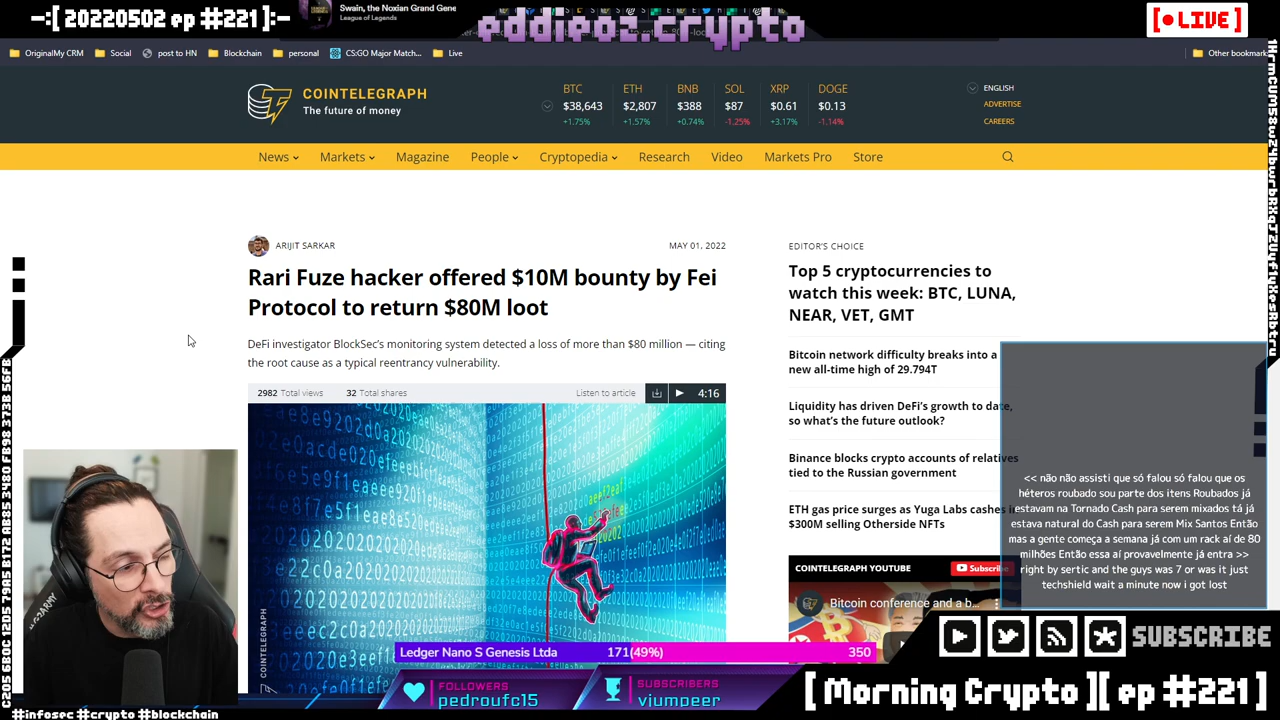 -:[ 20220502 ep #221 ]:-
Swain, the Noxian Grand Gene
League of Legends
eddieoz.crypto
[● LIVE]
OriginalMy CRM
Social
post to HN
Blockchain
personal
CS:GO Major Match...
Live
Other bookmark
COINTELEGRAPH
The future of money
BTC ETH BNB SOL XRP DOGE
$38,643 $2,807 $388 $87 $0.61 $0.13
+1.75% +1.57% +0.74% -1.25% +3.17% -1.14%
ENGLISH
ADVERTISE
CAREERS
News Markets Magazine People Cryptopedia Research Video Markets Pro Store
ARIJIT SARKAR
MAY 01, 2022
Rari Fuze hacker offered $10M bounty by Fei
Protocol to return $80M loot
DeFi investigator BlockSec's monitoring system detected a loss of more than $80 million — citing
the root cause as a typical reentrancy vulnerability.
2982 Total views 32 Total shares
Listen to article
4:16
COINTELEGRAPH
EDITOR'S CHOICE
Top 5 cryptocurrencies to
watch this week: BTC, LUNA,
NEAR, VET, GMT
Bitcoin network difficulty breaks into a
new all-time high of 29.794T
Liquidity has driven DeFi's growth to date,
so what's the future outlook?
Binance blocks crypto accounts of relatives
tied to the Russian government
ETH gas price surges as Yuga Labs cashes in
$300M selling Otherside NFTs
COINTELEGRAPH YOUTUBE
Subscribe
Bitcoin conference and a b...
<< não não assisti que só falou só falou que os
héteros roubado sou parte dos itens Roubados já
estavam na Tornado Cash para serem mixados tá já
estava natural do Cash para serem Mix Santos Então
mas a gente começa a semana já com um rack aí de 80
milhões Então essa aí provavelmente já entra >>
right by sertic and the guys was 7 or was it just
techshield wait a minute now i got lost
Ledger Nano S Genesis Ltda 171(49%) 350
FOLLOWERS
pedroufc15
SUBSCRIBERS
vjumpeer
SUBSCRIBE
[ Morning Crypto ][ ep #221 ]
#infosec #crypto #blockchain